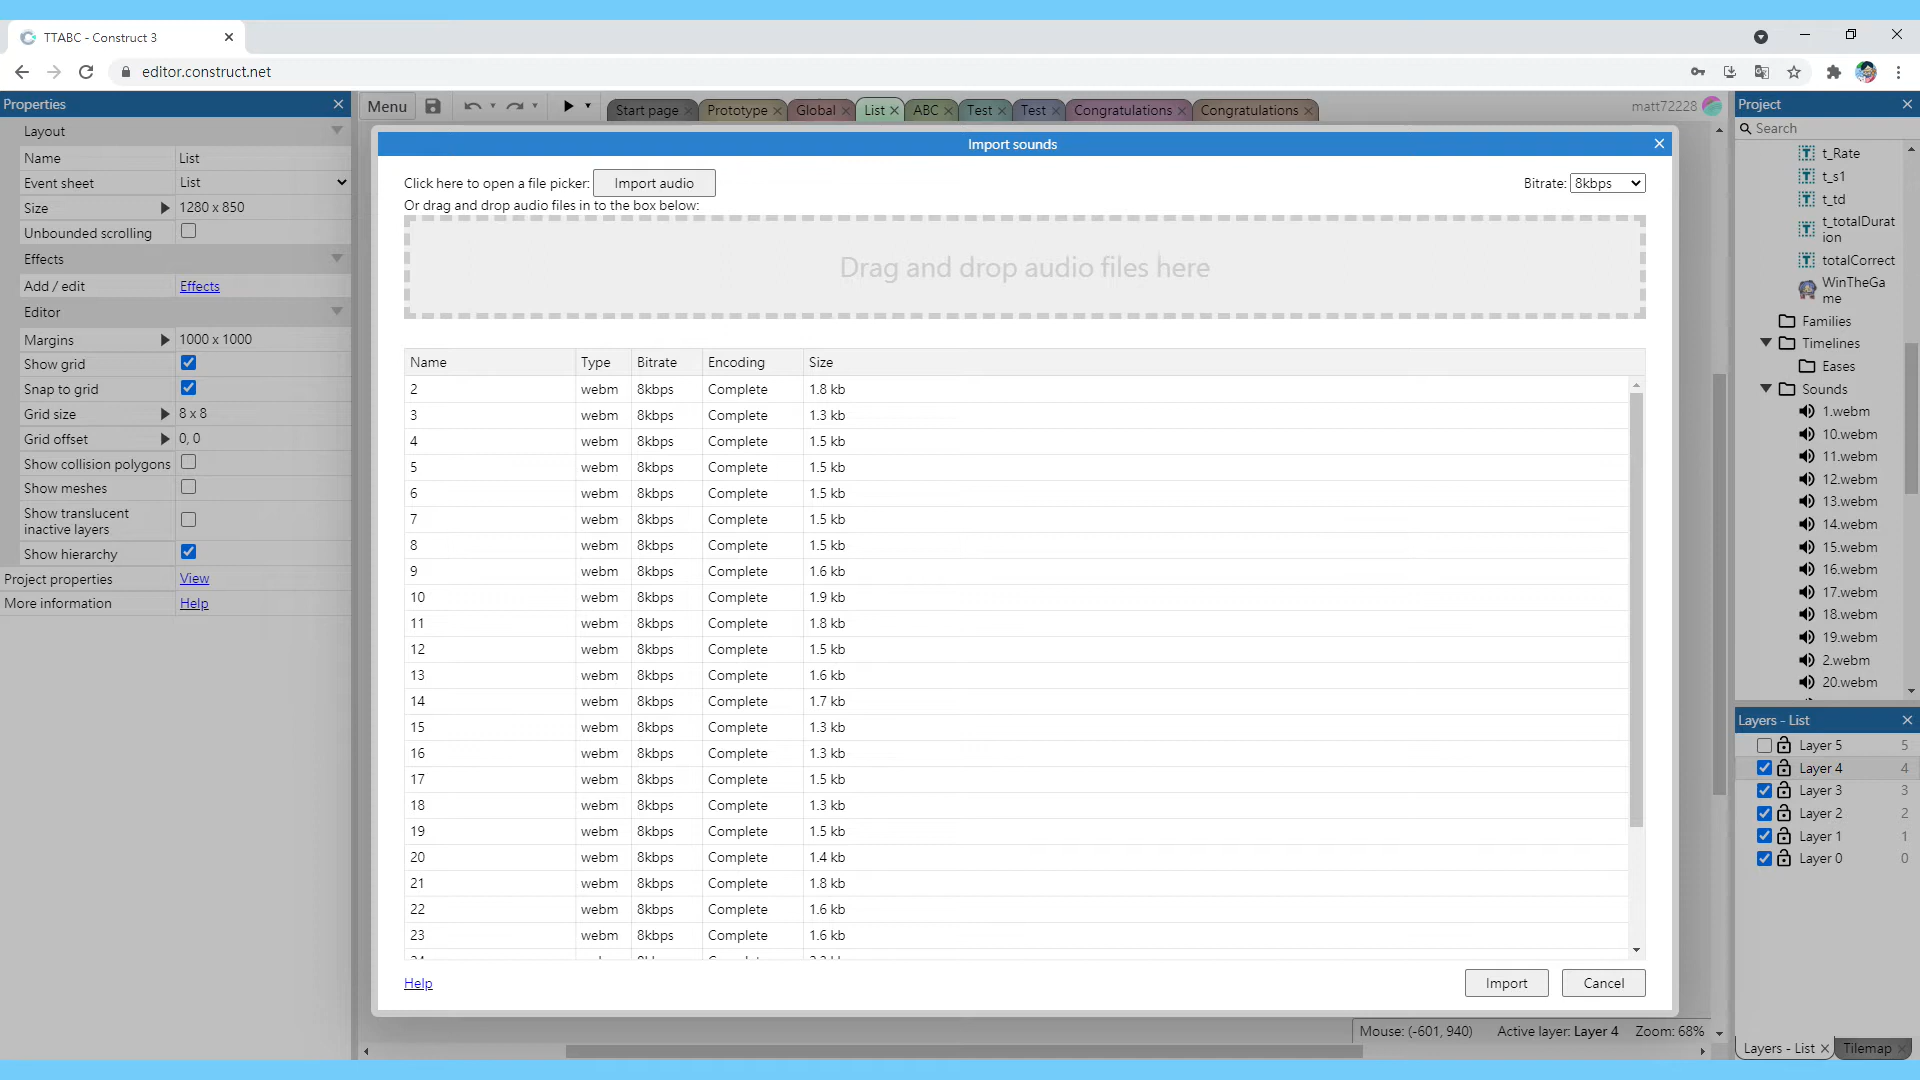 TTABC - Construct 3
editor.construct.net
Properties
Layout
Name List
Event sheet List
Size 1280 x 850
Unbounded scrolling
Effects
Add / edit Effects
Editor
Margins 1000 x 1000
Show grid
Snap to grid
Grid size 8 x 8
Grid offset 0, 0
Show collision polygons
Show meshes
Show translucent
inactive layers
Show hierarchy
Project properties View
More information Help
Menu
Start page Prototype Global List ABC Test Test Congratulations Congratulations
matt72228
Import sounds
Click here to open a file picker: Import audio
Bitrate: 8kbps
Or drag and drop audio files in to the box below:
Drag and drop audio files here
Name Type Bitrate Encoding Size
2 webm 8kbps Complete 1.8 kb
3 webm 8kbps Complete 1.3 kb
4 webm 8kbps Complete 1.5 kb
5 webm 8kbps Complete 1.5 kb
6 webm 8kbps Complete 1.5 kb
7 webm 8kbps Complete 1.5 kb
8 webm 8kbps Complete 1.5 kb
9 webm 8kbps Complete 1.6 kb
10 webm 8kbps Complete 1.9 kb
11 webm 8kbps Complete 1.8 kb
12 webm 8kbps Complete 1.5 kb
13 webm 8kbps Complete 1.6 kb
14 webm 8kbps Complete 1.7 kb
15 webm 8kbps Complete 1.3 kb
16 webm 8kbps Complete 1.3 kb
17 webm 8kbps Complete 1.5 kb
18 webm 8kbps Complete 1.3 kb
19 webm 8kbps Complete 1.5 kb
20 webm 8kbps Complete 1.4 kb
21 webm 8kbps Complete 1.8 kb
22 webm 8kbps Complete 1.6 kb
23 webm 8kbps Complete 1.6 kb
Help
Import Cancel
Mouse: (-601, 940) Active layer: Layer 4 Zoom: 68%
Project
Search
t_Rate
t_s1
t_td
t_totalDurat
ion
totalCorrect
WinTheGa
me
Families
Timelines
Eases
Sounds
1.webm
10.webm
11.webm
12.webm
13.webm
14.webm
15.webm
16.webm
17.webm
18.webm
19.webm
2.webm
20.webm
Layers - List
Layer 5 5
Layer 4 4
Layer 3 3
Layer 2 2
Layer 1 1
Layer 0 0
Layers - List Tilemap